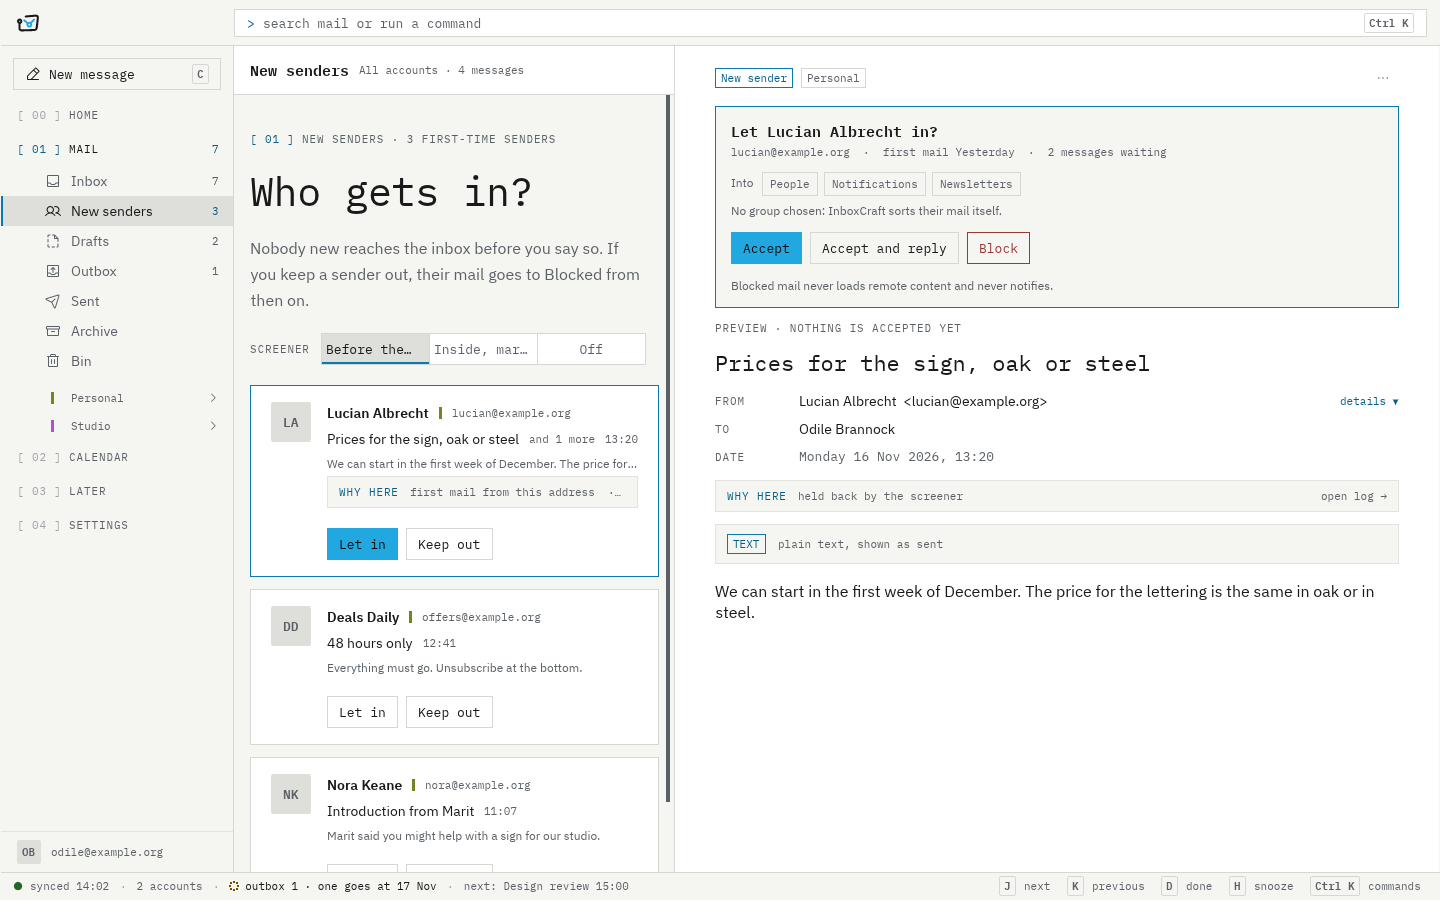 > search mail or run a command
Ctrl K
New message
C
[ 00 ] HOME
[ 01 ] MAIL 7
Inbox 7
New senders 3
Drafts 2
Outbox 1
Sent
Archive
Bin
Personal
Studio
[ 02 ] CALENDAR
[ 03 ] LATER
[ 04 ] SETTINGS
OB odile@example.org
New senders All accounts · 4 messages
[ 01 ] NEW SENDERS · 3 FIRST-TIME SENDERS
Who gets in?
Nobody new reaches the inbox before you say so. If
you keep a sender out, their mail goes to Blocked from
then on.
SCREENER Before the… Inside, mar… Off
LA
Lucian Albrecht lucian@example.org
Prices for the sign, oak or steel and 1 more 13:20
We can start in the first week of December. The price for…
WHY HERE first mail from this address ·…
Let in Keep out
DD
Deals Daily offers@example.org
48 hours only 12:41
Everything must go. Unsubscribe at the bottom.
Let in Keep out
NK
Nora Keane nora@example.org
Introduction from Marit 11:07
Marit said you might help with a sign for our studio.
New sender Personal ...
Let Lucian Albrecht in?
lucian@example.org · first mail Yesterday · 2 messages waiting
Into People Notifications Newsletters
No group chosen: InboxCraft sorts their mail itself.
Accept Accept and reply Block
Blocked mail never loads remote content and never notifies.
PREVIEW · NOTHING IS ACCEPTED YET
Prices for the sign, oak or steel
FROM Lucian Albrecht <lucian@example.org> details ▾
TO Odile Brannock
DATE Monday 16 Nov 2026, 13:20
WHY HERE held back by the screener open log →
TEXT plain text, shown as sent
We can start in the first week of December. The price for the lettering is the same in oak or in
steel.
synced 14:02 · 2 accounts · outbox 1 · one goes at 17 Nov · next: Design review 15:00
J next K previous D done H snooze Ctrl K commands